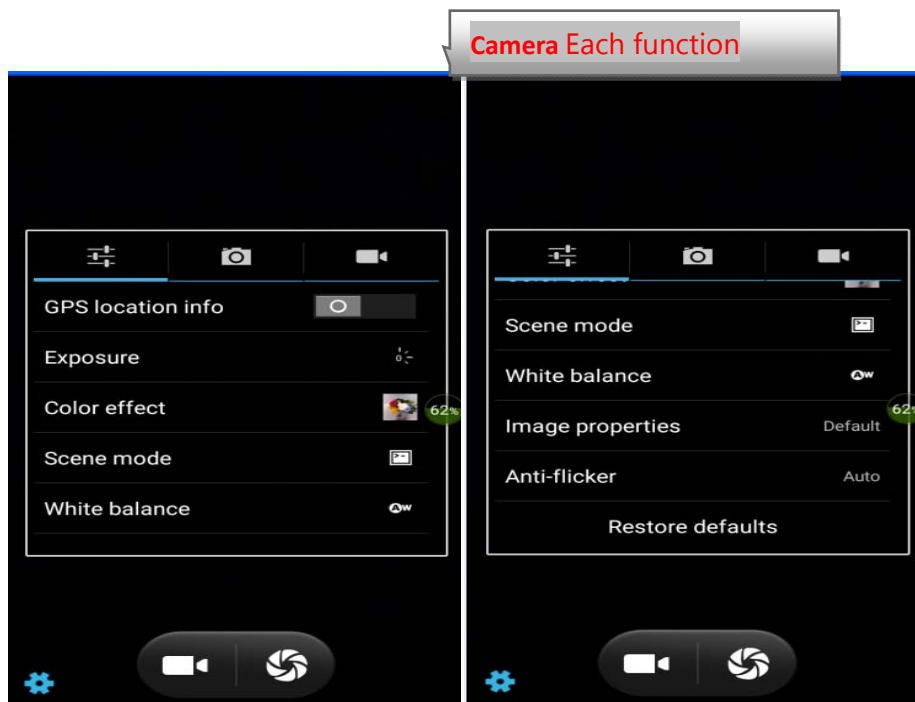 Camera Each function
GPS location info
Exposure
Color effect
62%
Scene mode
White balance
Scene mode
White balance
62%
Image properties Default
Anti-flicker Auto
Restore defaults